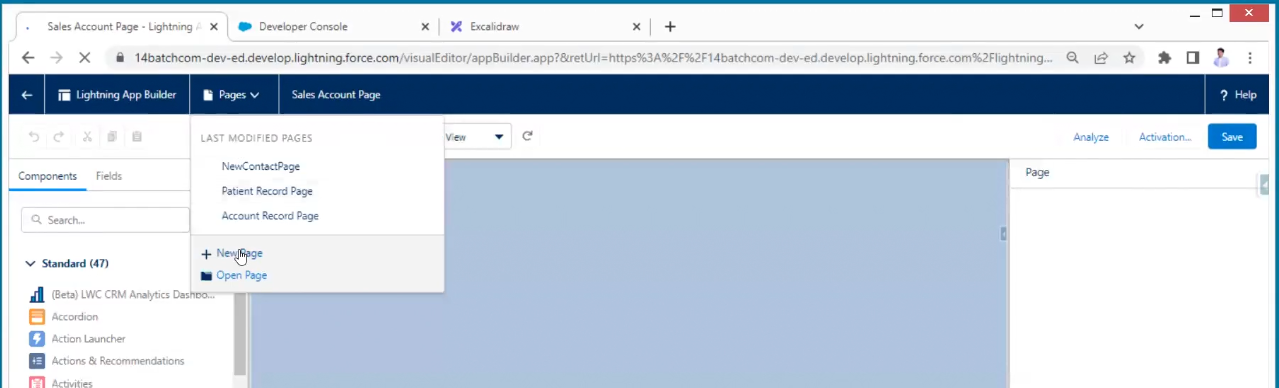 Sales Account Page - Lightning A
Developer Console
Excalidraw
14batchcom-dev-ed.develop.lightning.force.com/visualEditor/appBuilder.app?&retUrl=https%3A%2F%2F14batchcom-dev-ed.develop.lightning.force.com%2Flightning...
Lightning App Builder
Pages
Sales Account Page
? Help
LAST MODIFIED PAGES
View
Analyze
Activation...
Save
NewContactPage
Components
Fields
Page
Patient Record Page
Search...
Account Record Page
New Page
Open Page
Standard (47)
(Beta) LWC CRM Analytics Dashbo...
Accordion
Action Launcher
Actions & Recommendations
Activities